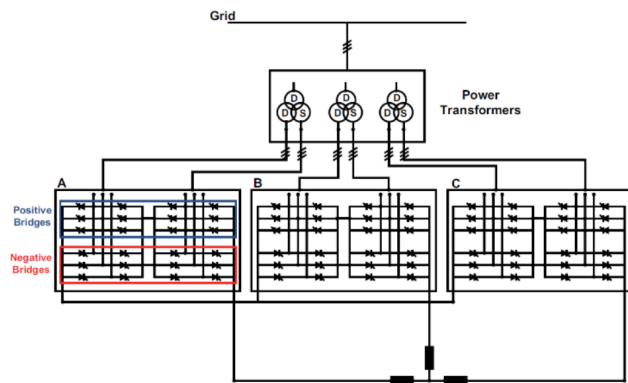 Grid
D
D S
D
D S
D
D S
Power
Transformers
A
B
C
Positive
Bridges
Negative
Bridges